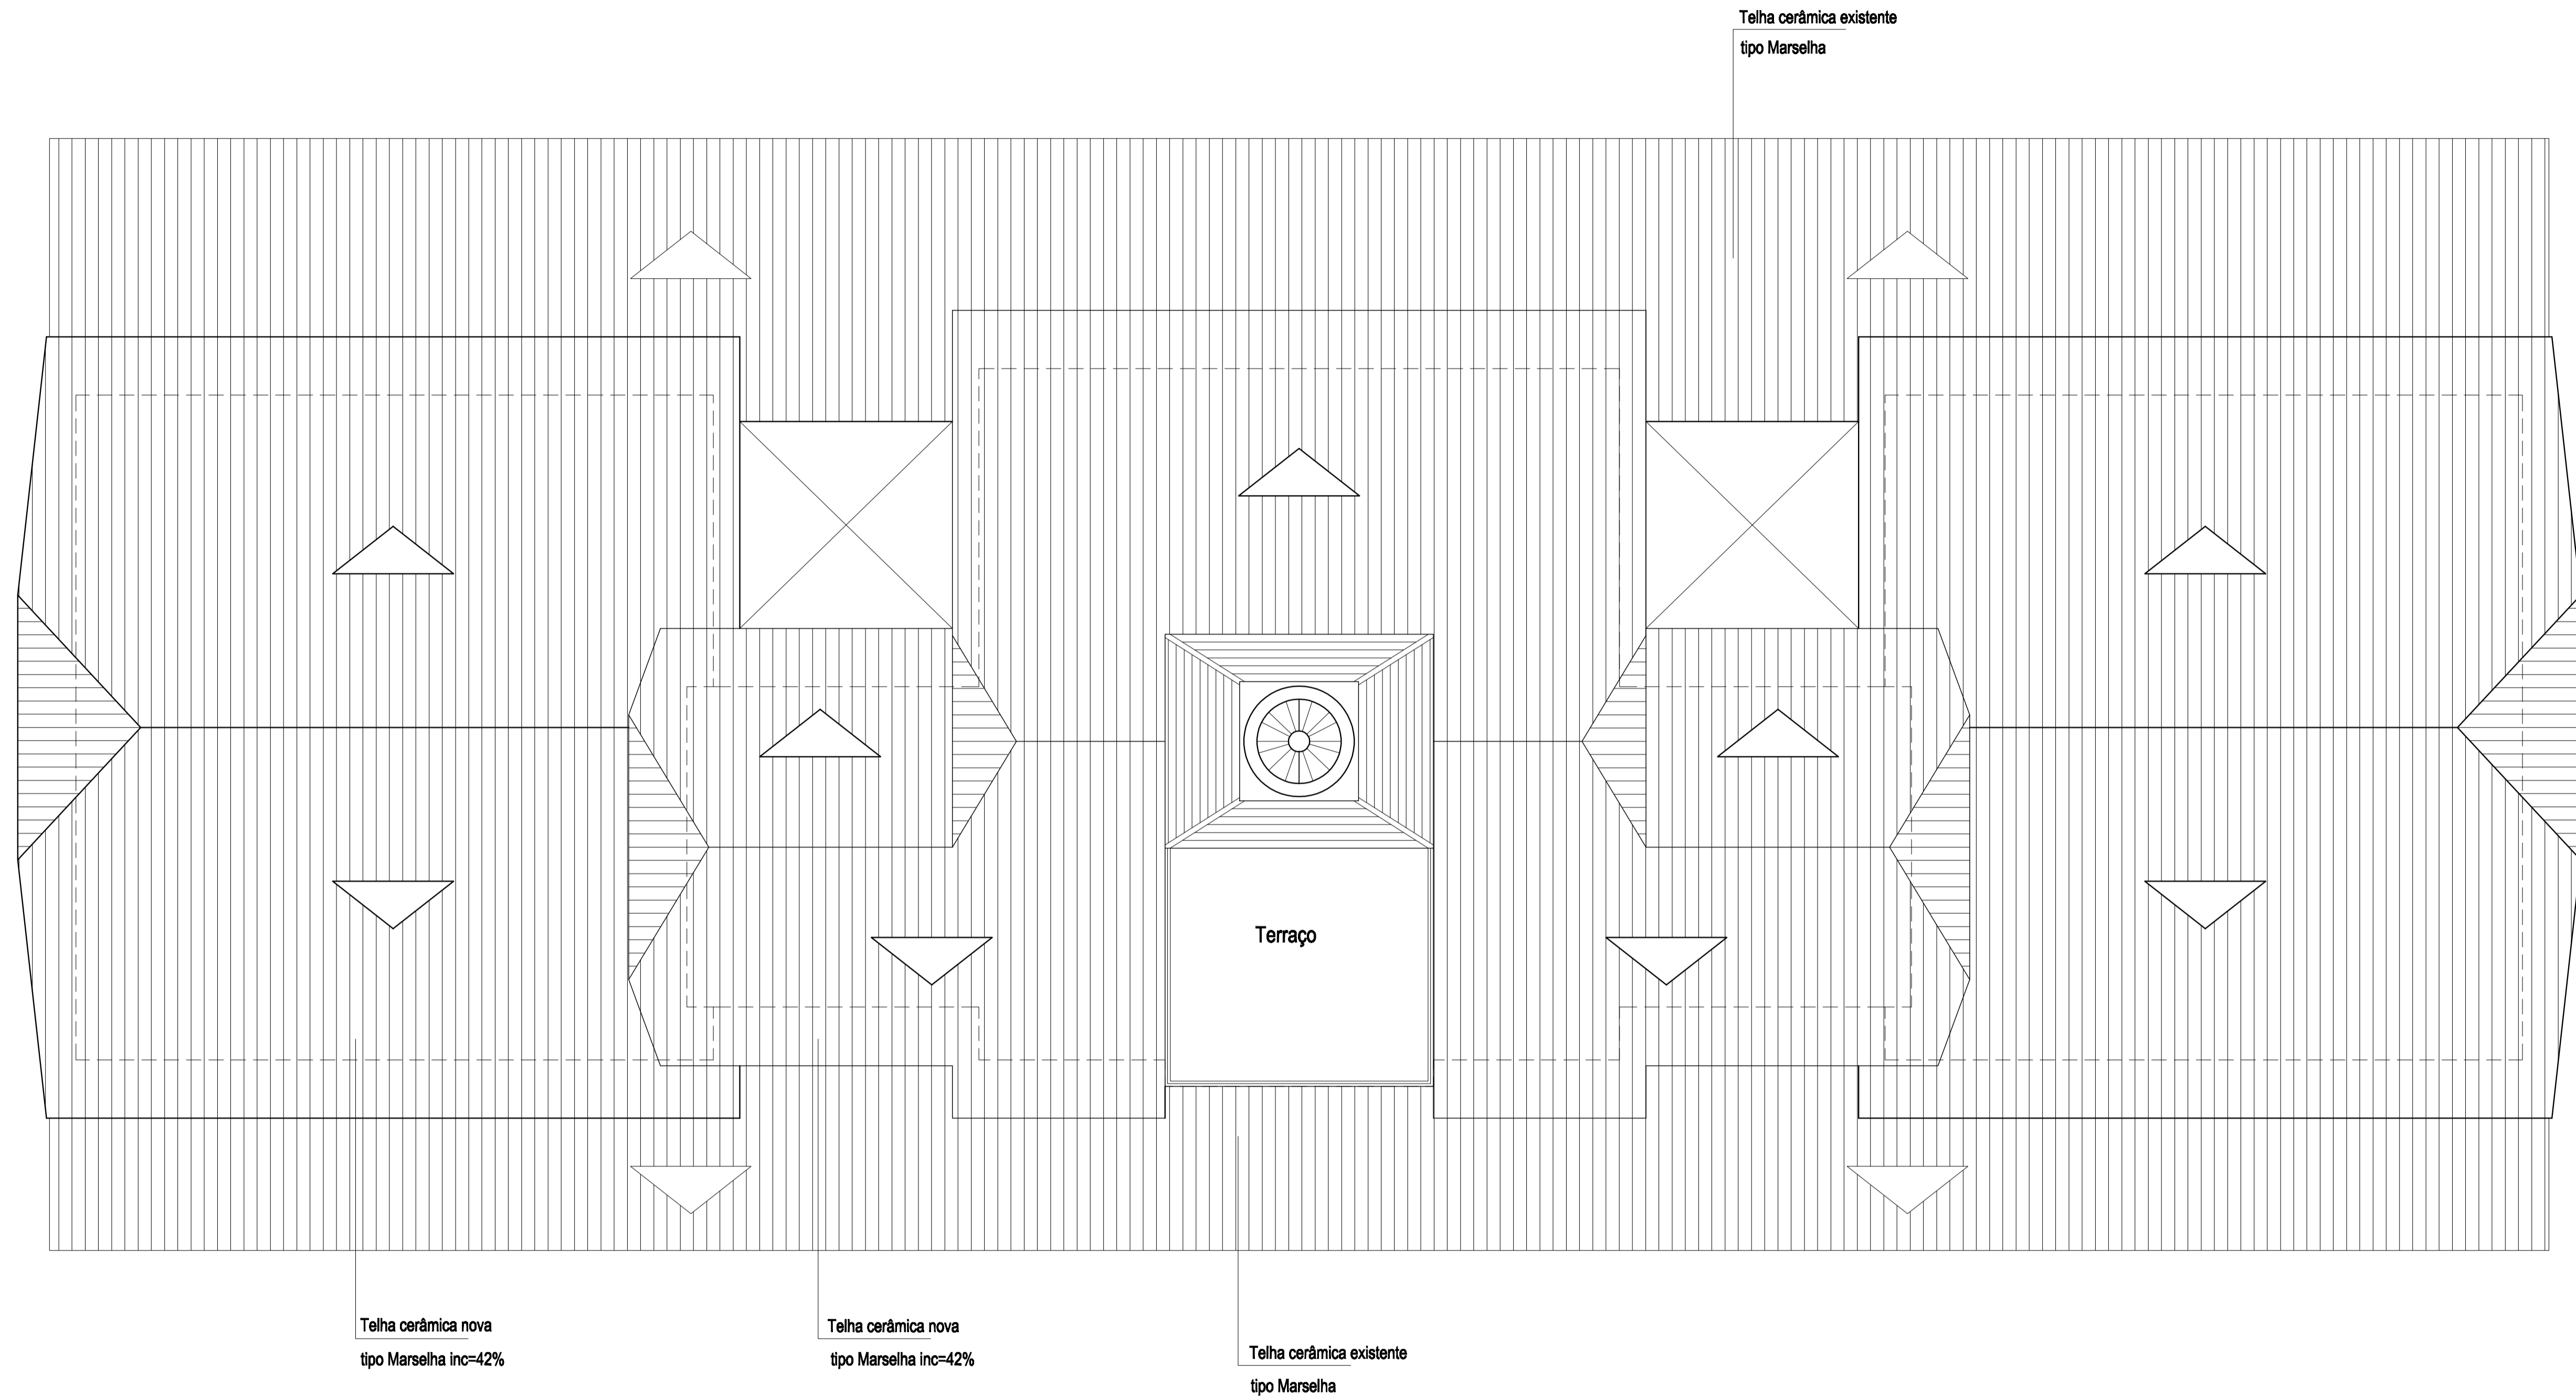 Telha cerâmica existente
tipo Marselha
Terraço
Telha cerâmica nova
tipo Marselha inc=42%
Telha cerâmica nova
tipo Marselha inc=42%
Telha cerâmica existente
tipo Marselha